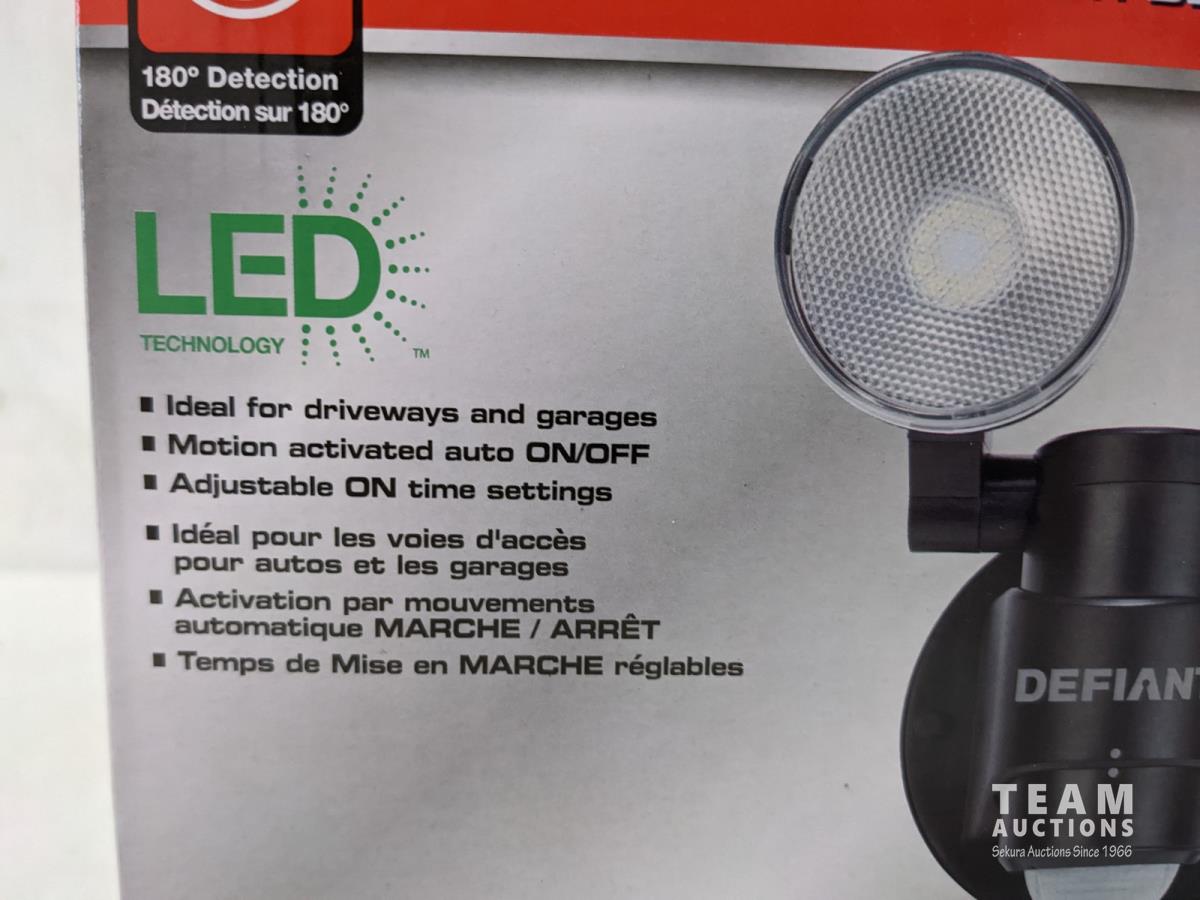 180° Detection
Détection sur 180°
LED
TECHNOLOGY
TM
▪ Ideal for driveways and garages
▪ Motion activated auto ON/OFF
▪ Adjustable ON time settings
▪ Idéal pour les voies d'accès
pour autos et les garages
▪ Activation par mouvements
automatique MARCHE / ARRÊT
▪ Temps de Mise en MARCHE réglables
DEFIANT
TEAM
AUCTIONS
Sekura Auctions Since 1966